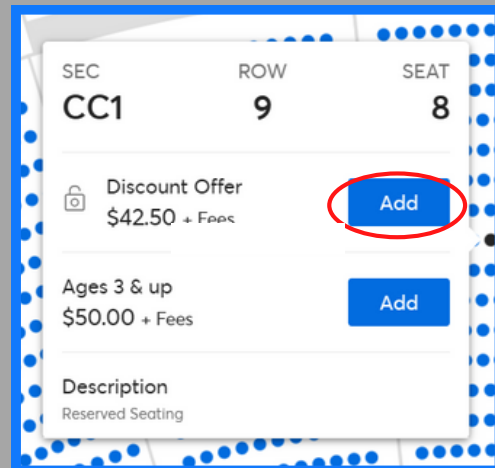 SEC ROW SEAT
CC1 9 8
Discount Offer
$42.50 + Fees
Add
Ages 3 & up
$50.00 + Fees
Add
Description
Reserved Seating